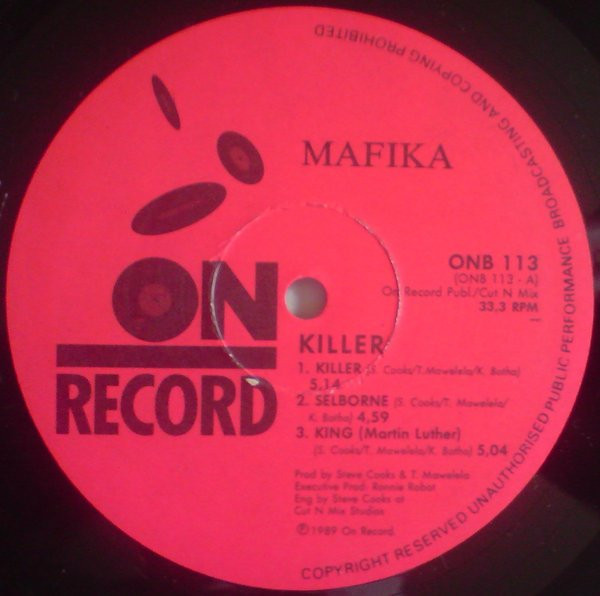 MAFIKA
ON
RECORD
ONB 113
(ONB 113 - A)
On Record Publ./Cut N Mix
33,3 RPM
KILLER
1. KILLER (S. Cooks/T. Mawelela/K. Botha)
5,14
2. SELBORNE (S. Cooks/T. Mawelela/
K. Botha) 4,59
3. KING (Martin Luther)
(S. Cooks/T. Mawelela/K. Botha) 5,04
Prod by Steve Cooks & T. Mawelela
Executive Prod. Ronnie Robot
Eng by Steve Cooks at
Cut N Mix Studios.
℗ 1989 On Record.
COPYRIGHT RESERVED UNAUTHORISED PUBLIC PERFORMANCE BROADCASTING AND COPYING PROHIBITED